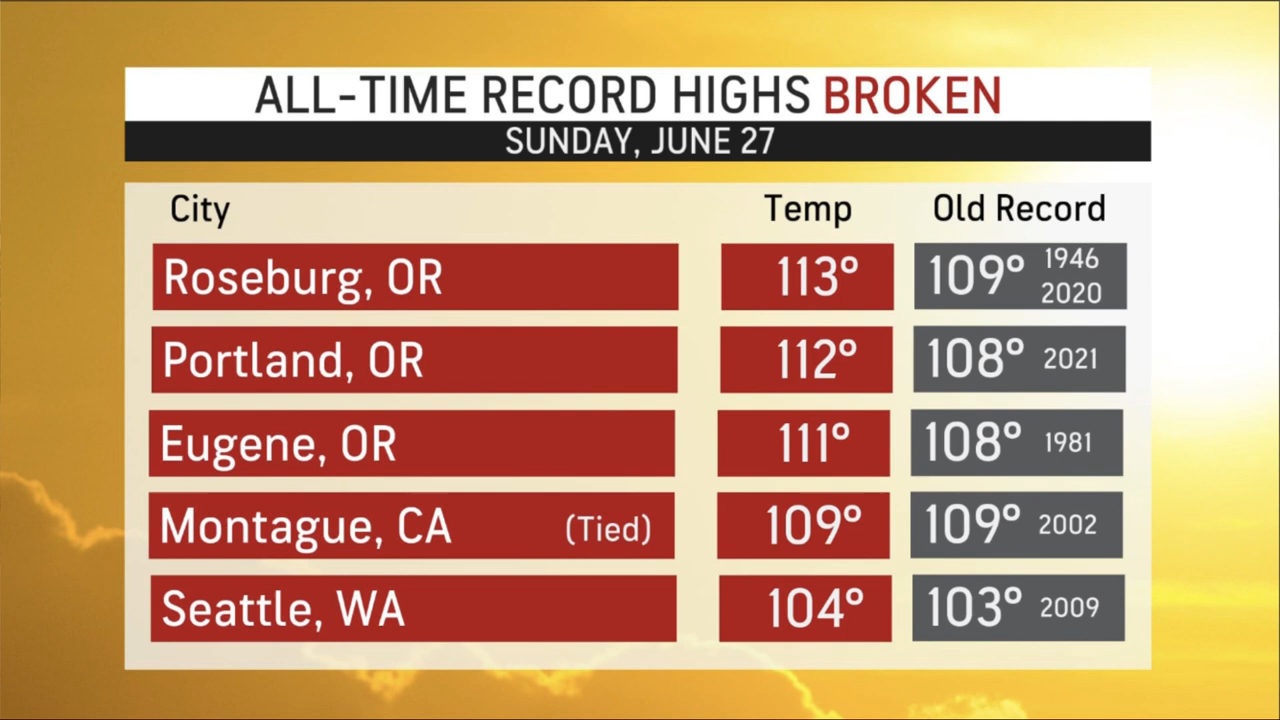 ALL-TIME RECORD HIGHS BROKEN
SUNDAY, JUNE 27
City Temp Old Record
Roseburg, OR 113° 109° 1946 2020
Portland, OR 112° 108° 2021
Eugene, OR 111° 108° 1981
Montague, CA (Tied) 109° 109° 2002
Seattle, WA 104° 103° 2009